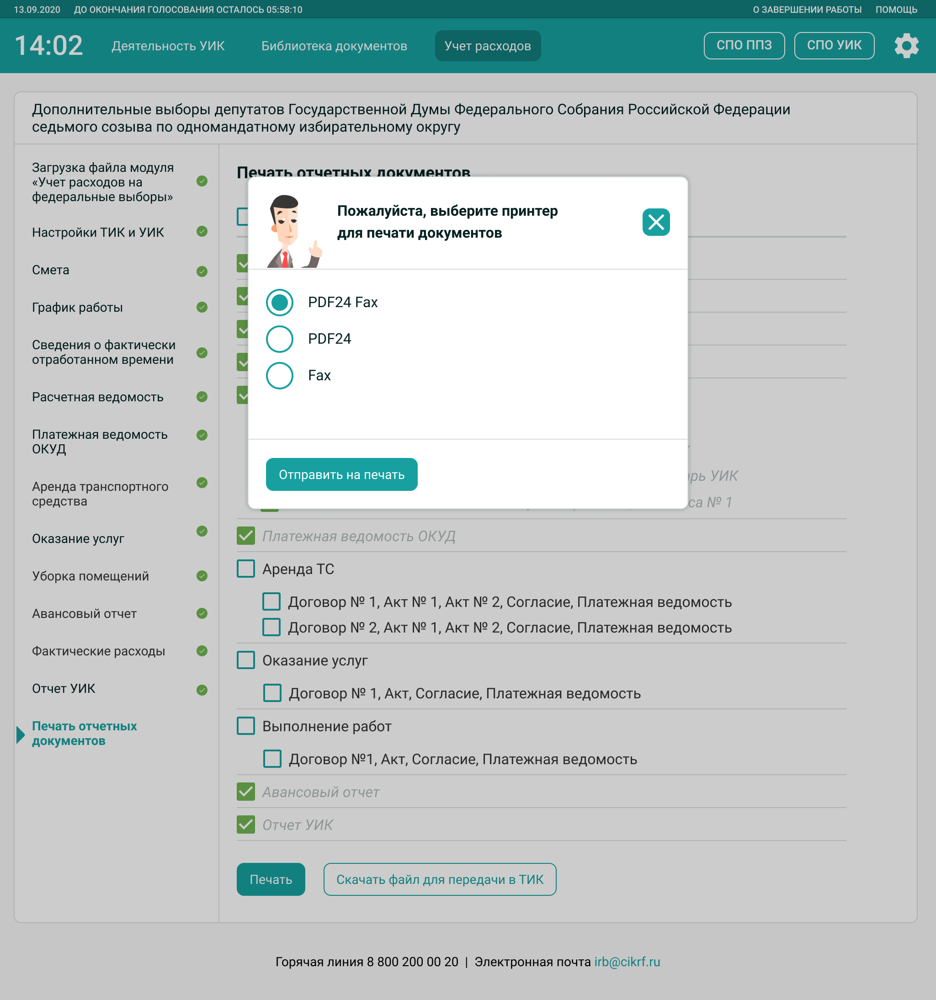 13.09.2020 ДО ОКОНЧАНИЯ ГОЛОСОВАНИЯ ОСТАЛОСЬ 05:58:10 О ЗАВЕРШЕНИИ РАБОТЫ ПОМОЩЬ
14:02 Деятельность УИК Библиотека документов Учет расходов СПО ППЗ СПО УИК
Дополнительные выборы депутатов Государственной Думы Федерального Собрания Российской Федерации
седьмого созыва по одномандатному избирательному округу
Загрузка файла модуля
«Учет расходов на
федеральные выборы»
Настройки ТИК и УИК
Смета
График работы
Сведения о фактически
отработанном времени
Расчетная ведомость
Платежная ведомость
ОКУД
Аренда транспортного
средства
Оказание услуг
Уборка помещений
Авансовый отчет
Фактические расходы
Отчет УИК
Печать отчетных
документов
Печать отчетных документов
Пожалуйста, выберите принтер
для печати документов
PDF24 Fax
PDF24
Fax
Отправить на печать
УИК
№ 1
Платежная ведомость ОКУД
Аренда ТС
Договор № 1, Акт № 1, Акт № 2, Согласие, Платежная ведомость
Договор № 2, Акт № 1, Акт № 2, Согласие, Платежная ведомость
Оказание услуг
Договор № 1, Акт, Согласие, Платежная ведомость
Выполнение работ
Договор №1, Акт, Согласие, Платежная ведомость
Авансовый отчет
Отчет УИК
Печать Скачать файл для передачи в ТИК
Горячая линия 8 800 200 00 20 | Электронная почта irb@cikrf.ru